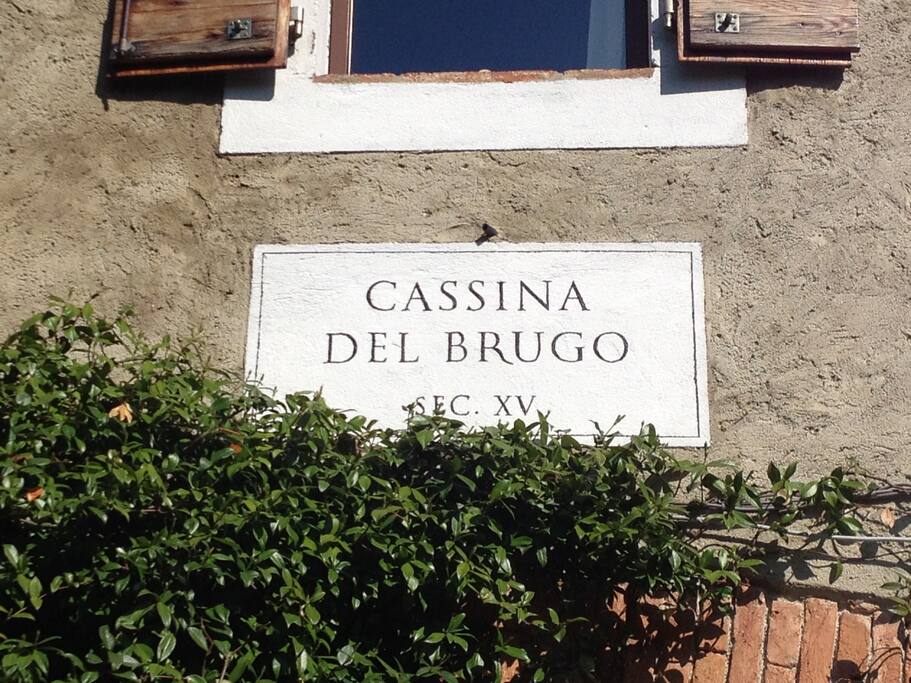 CASSINA
DEL BRUGO
SEC. XV